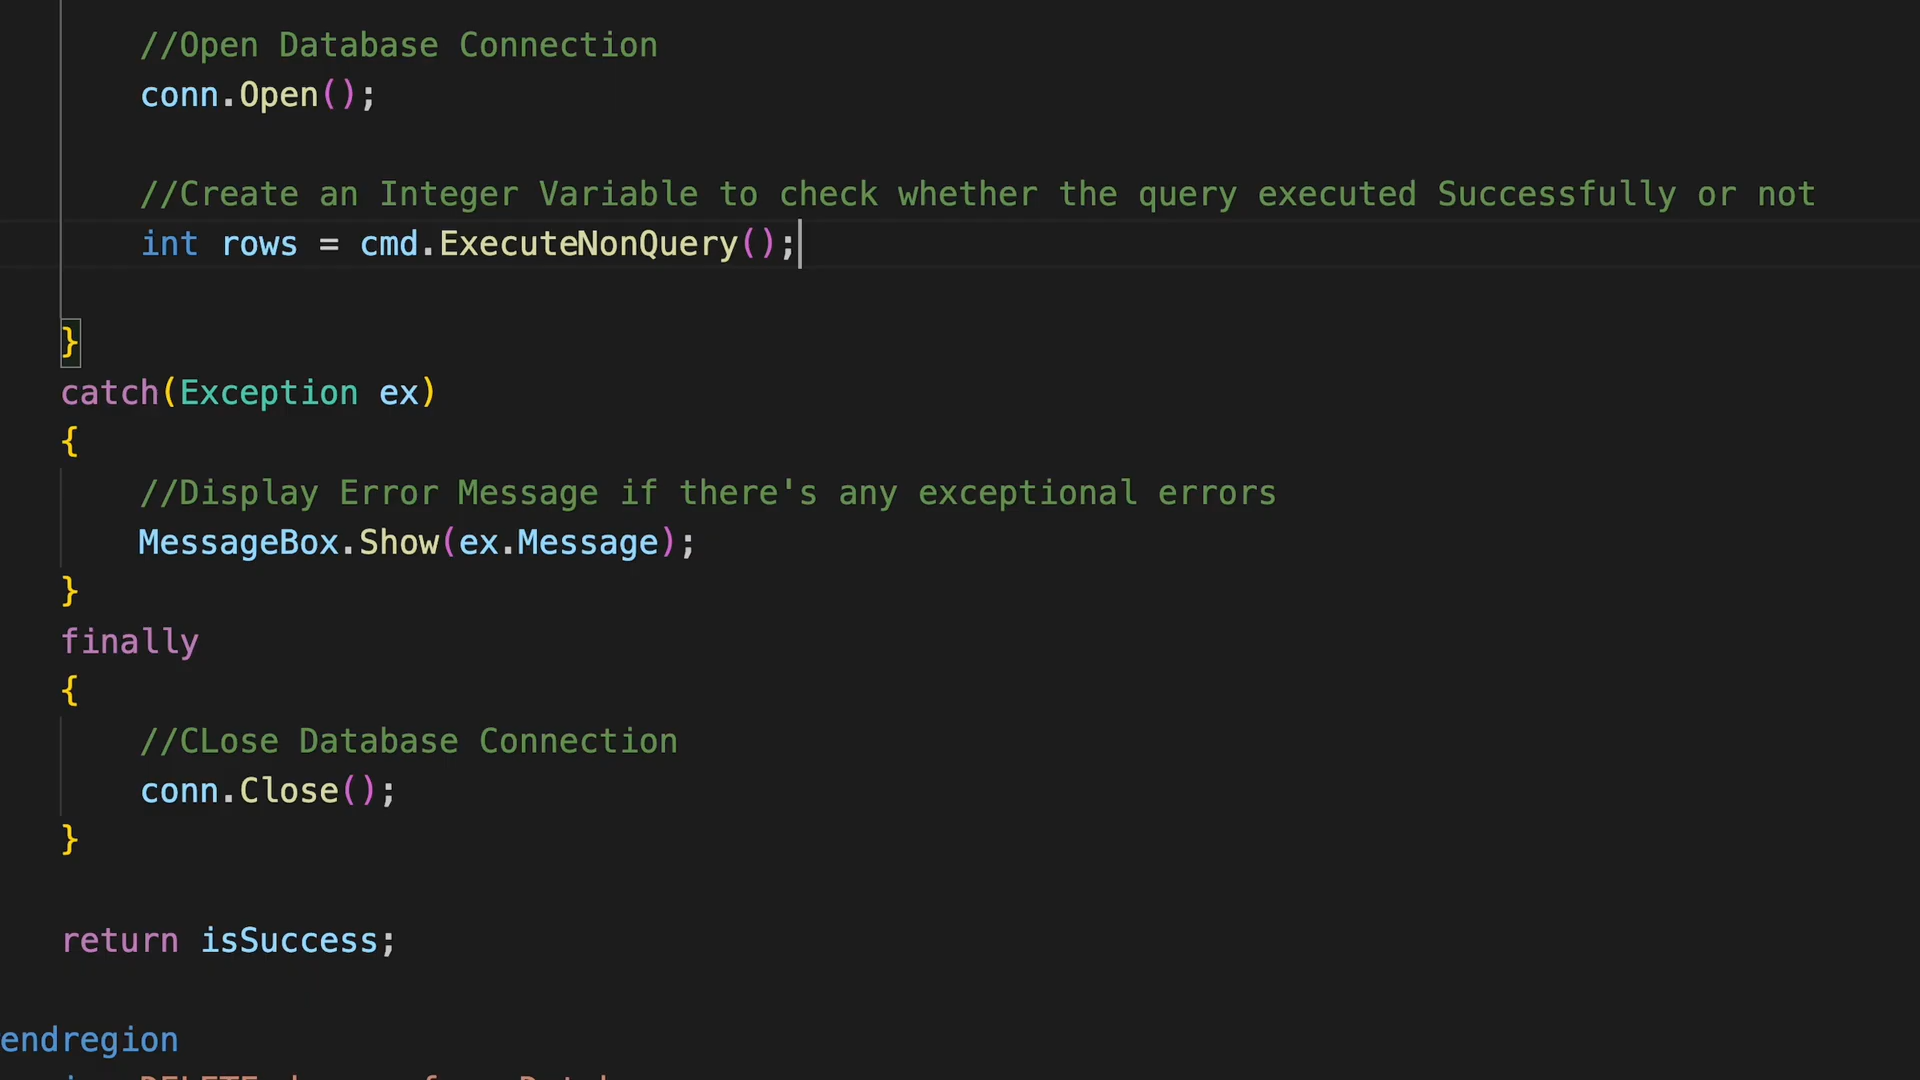 //Open Database Connection
conn.Open();
//Create an Integer Variable to check whether the query executed Successfully or not
int rows = cmd.ExecuteNonQuery();
}
catch(Exception ex)
{
//Display Error Message if there's any exceptional errors
MessageBox.Show(ex.Message);
}
finally
{
//CLose Database Connection
conn.Close();
}
return isSuccess;
endregion